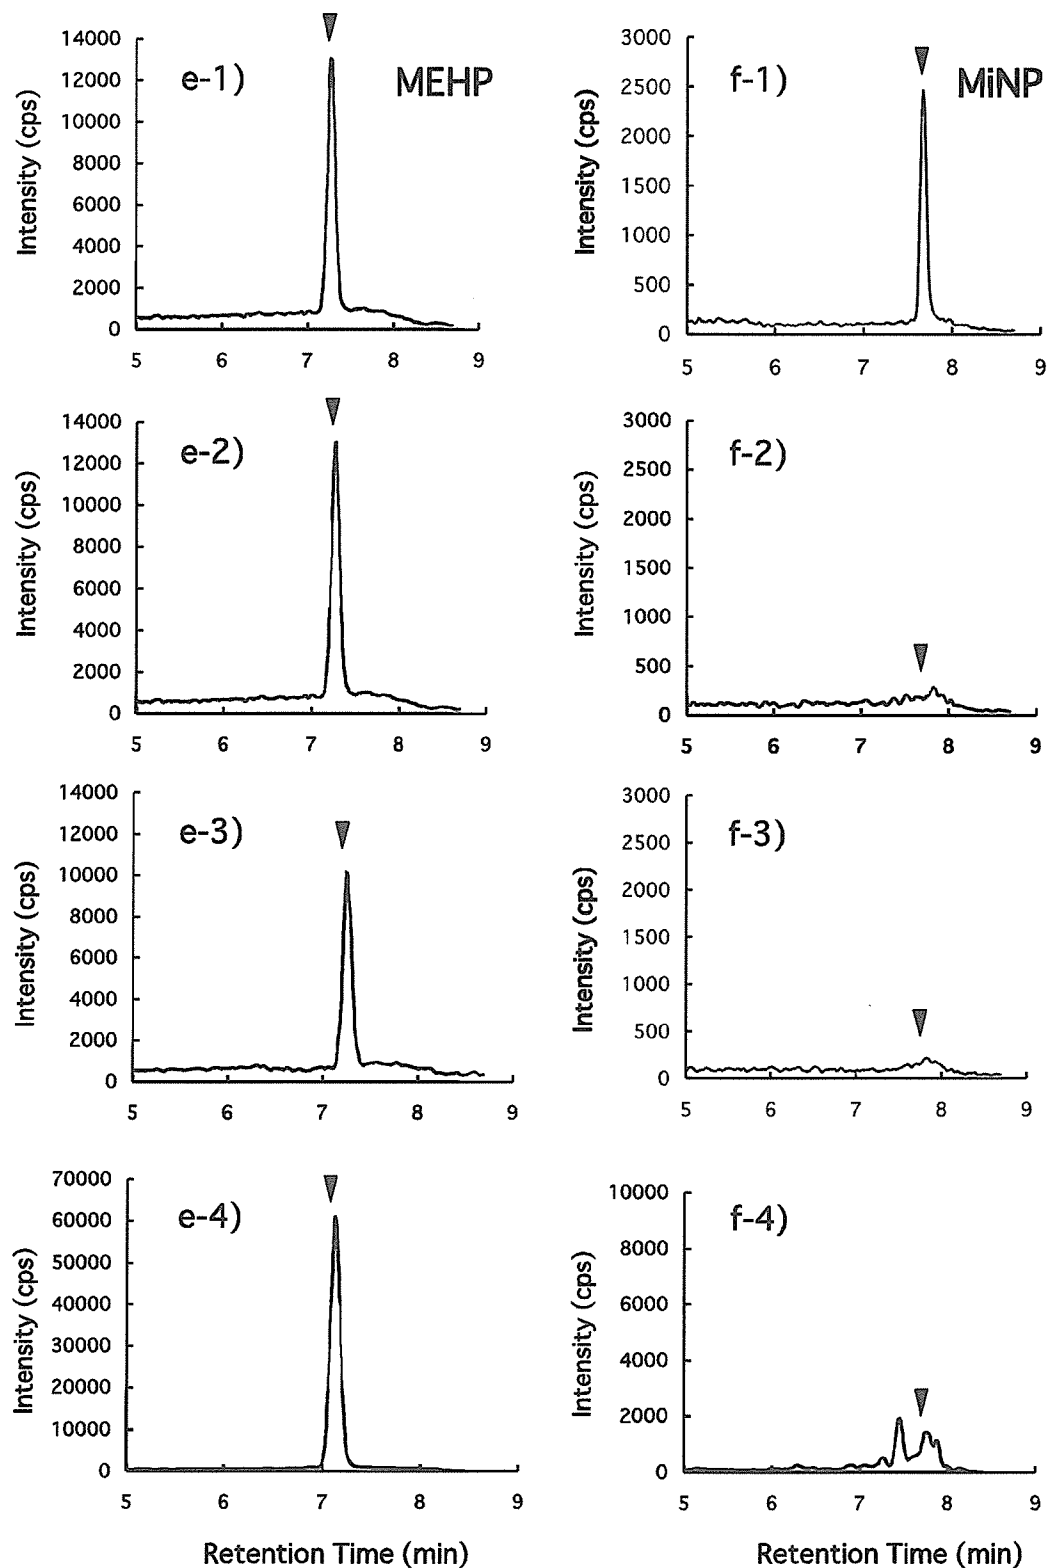 e-1) MEHP
Intensity (cps)
14000
12000
10000
8000
6000
4000
2000
0
5 6 7 8 9
f-1) MiNP
Intensity (cps)
3000
2500
2000
1500
1000
500
0
5 6 7 8 9
e-2)
Intensity (cps)
14000
12000
10000
8000
6000
4000
2000
0
5 6 7 8 9
f-2)
Intensity (cps)
3000
2500
2000
1500
1000
500
0
5 6 7 8 9
e-3)
Intensity (cps)
14000
12000
10000
8000
6000
4000
2000
0
5 6 7 8 9
f-3)
Intensity (cps)
3000
2500
2000
1500
1000
500
0
5 6 7 8 9
e-4)
Intensity (cps)
70000
60000
50000
40000
30000
20000
10000
0
5 6 7 8 9
Retention Time (min)
f-4)
Intensity (cps)
10000
8000
6000
4000
2000
0
5 6 7 8 9
Retention Time (min)